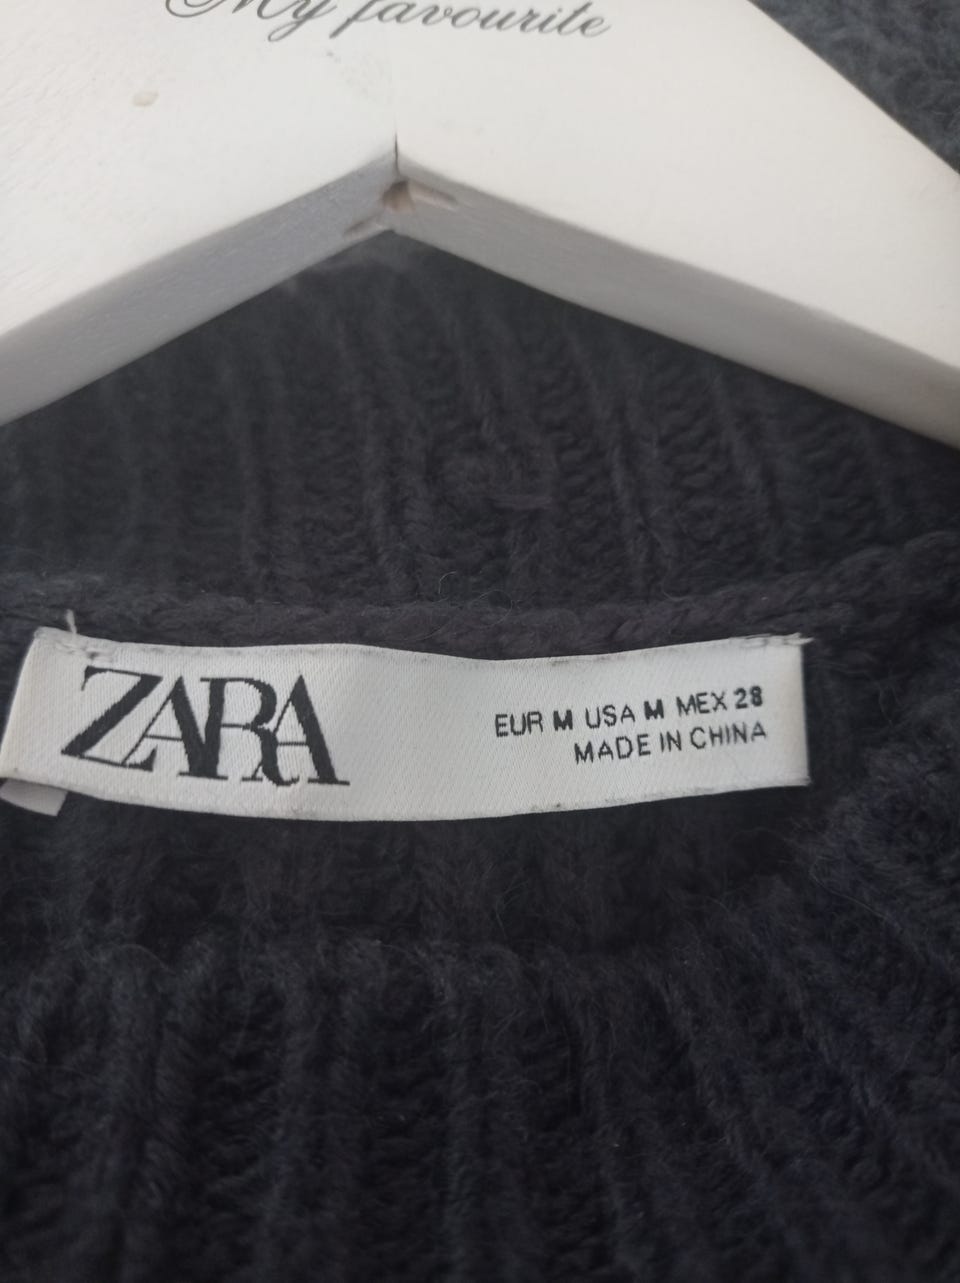 My favourite
ZARA
EUR M USA M MEX 28
MADE IN CHINA